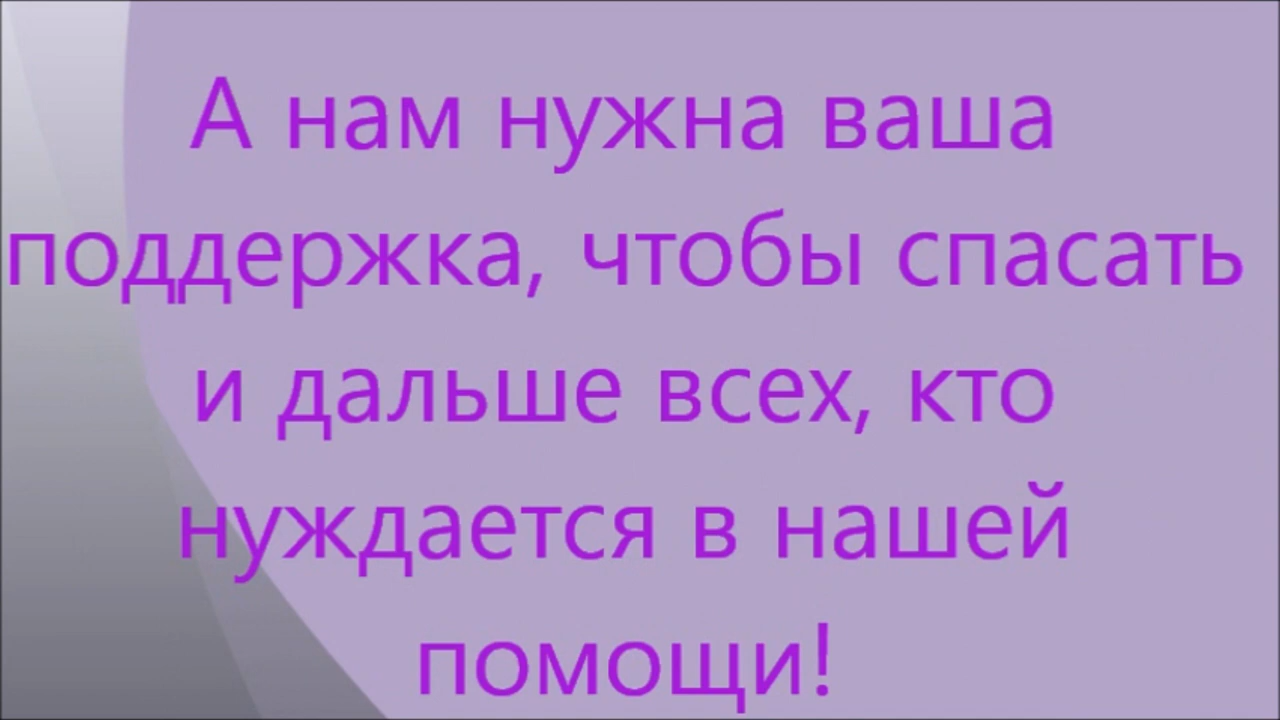 А нам нужна ваша
поддержка, чтобы спасать
и дальше всех, кто
нуждается в нашей
помощи!